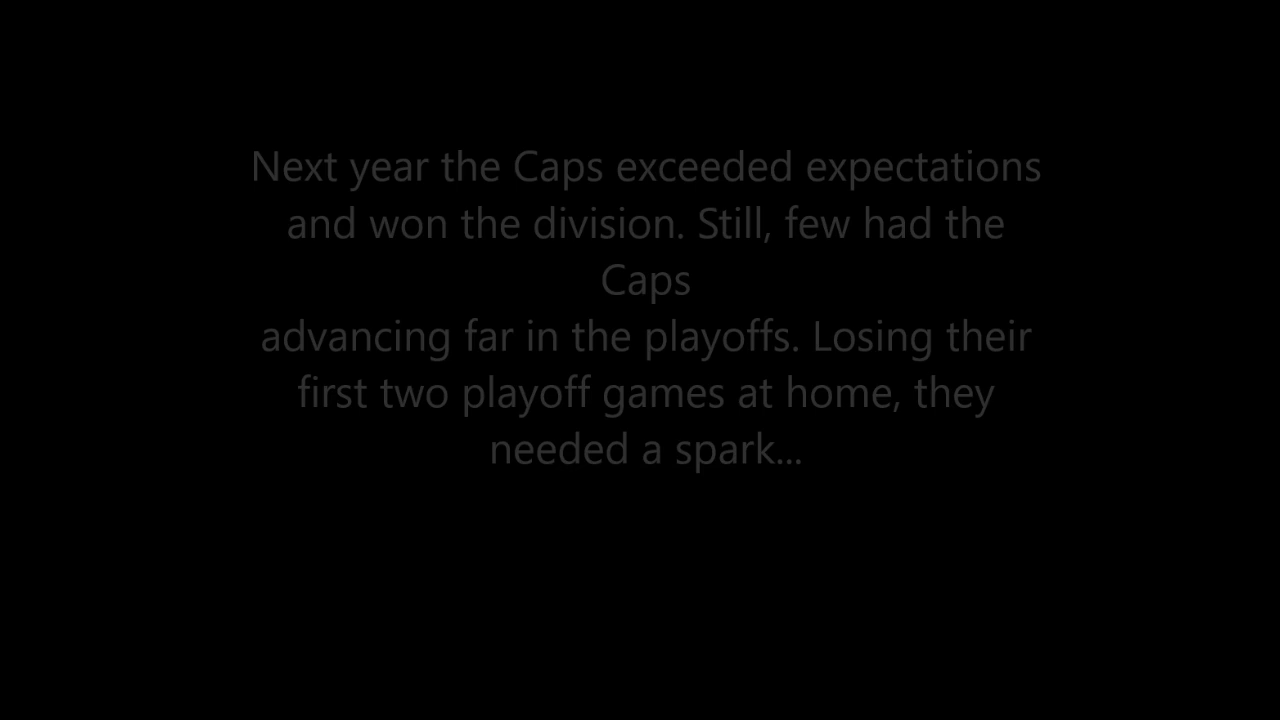 Next year the Caps exceeded expectations
and won the division. Still, few had the
Caps
advancing far in the playoffs. Losing their
first two playoff games at home, they
needed a spark...